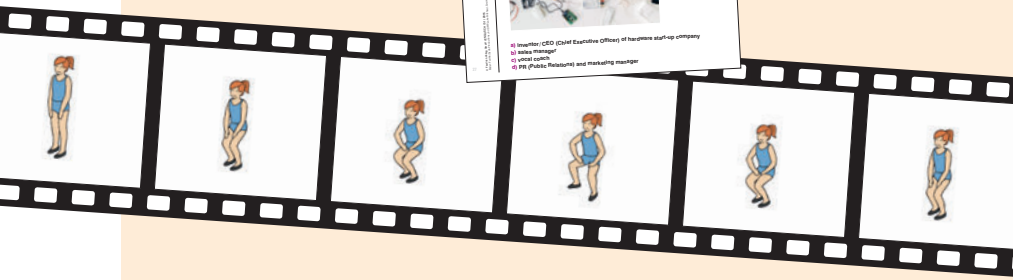 a) inventor/CEO (Chief Executive Officer) of hardware start-up company
b) sales manager
c) vocal coach
d) PR (Public Relations) and marketing manager